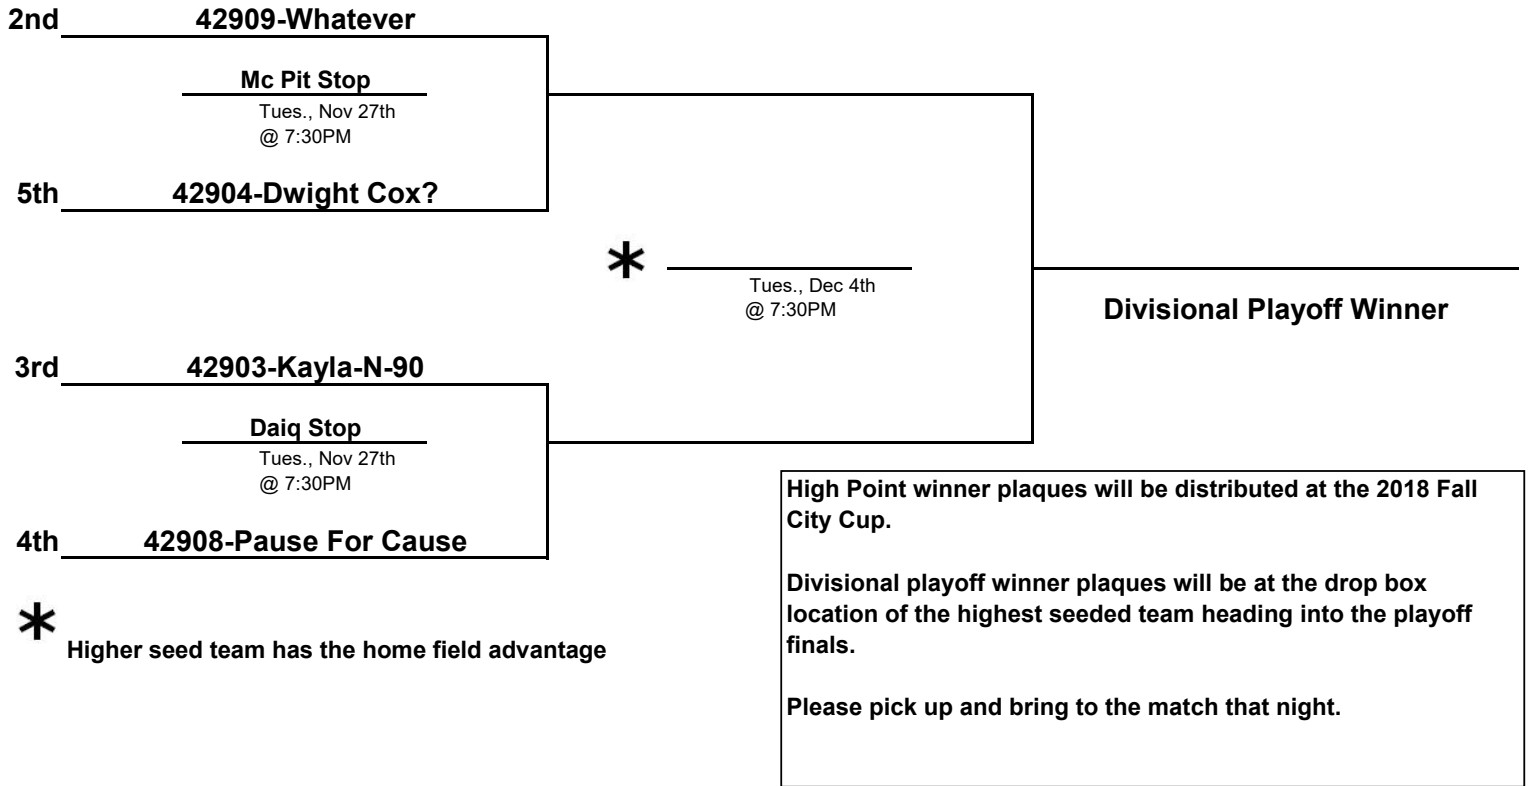 2nd 42909-Whatever
Mc Pit Stop
Tues., Nov 27th
@ 7:30PM
5th 42904-Dwight Cox?
*
Tues., Dec 4th
@ 7:30PM
Divisional Playoff Winner
3rd 42903-Kayla-N-90
Daiq Stop
Tues., Nov 27th
@ 7:30PM
4th 42908-Pause For Cause
* Higher seed team has the home field advantage
High Point winner plaques will be distributed at the 2018 Fall
City Cup.
Divisional playoff winner plaques will be at the drop box
location of the highest seeded team heading into the playoff
finals.
Please pick up and bring to the match that night.